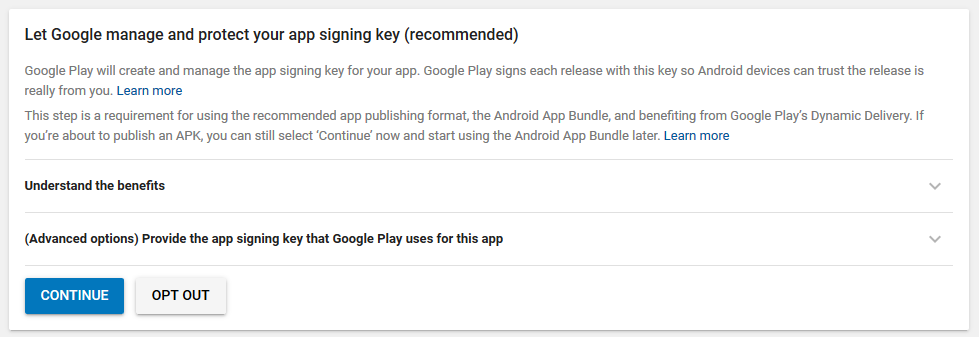 Let Google manage and protect your app signing key (recommended)
Google Play will create and manage the app signing key for your app. Google Play signs each release with this key so Android devices can trust the release is
really from you. Learn more
This step is a requirement for using the recommended app publishing format, the Android App Bundle, and benefiting from Google Play’s Dynamic Delivery. If
you’re about to publish an APK, you can still select ‘Continue’ now and start using the Android App Bundle later. Learn more
Understand the benefits
(Advanced options) Provide the app signing key that Google Play uses for this app
CONTINUE
OPT OUT